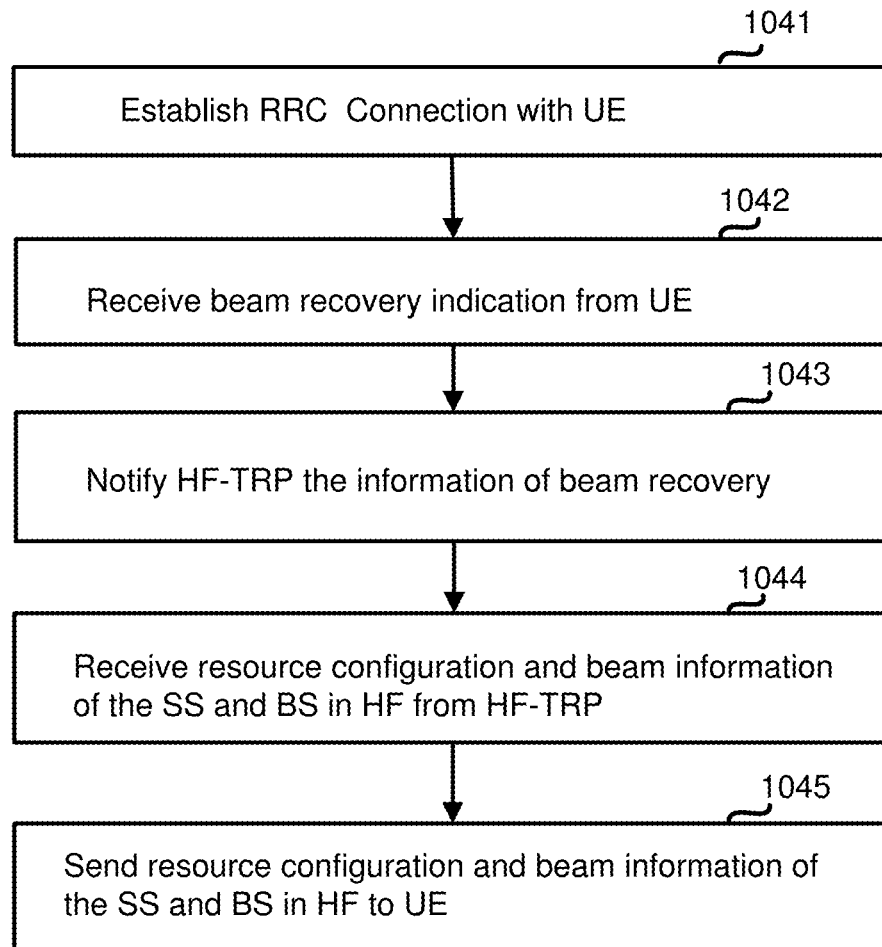 1041
Establish RRC Connection with UE
1042
Receive beam recovery indication from UE
1043
Notify HF-TRP the information of beam recovery
1044
Receive resource configuration and beam information
of the SS and BS in HF from HF-TRP
1045
Send resource configuration and beam information of
the SS and BS in HF to UE